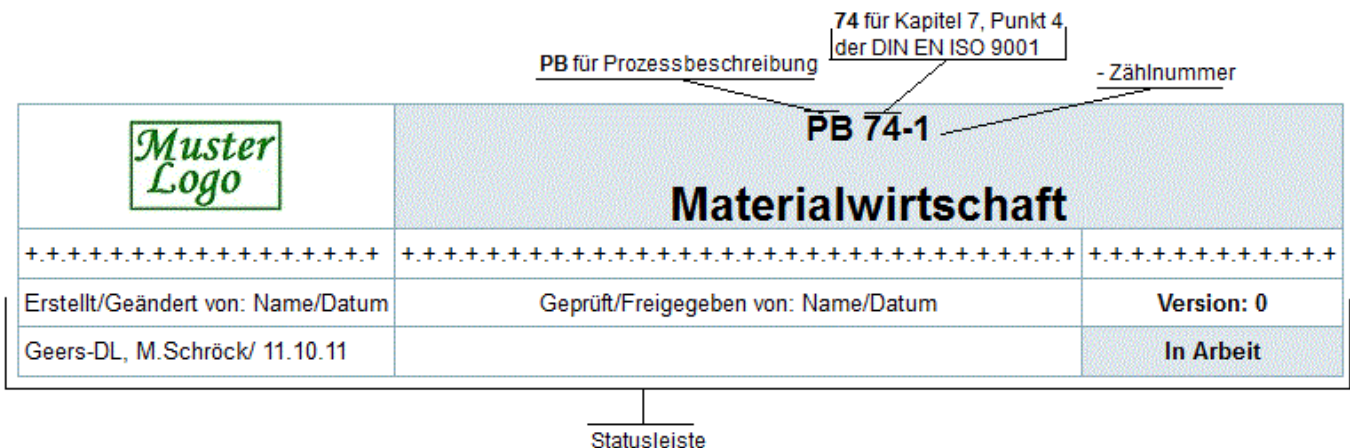 74 für Kapitel 7, Punkt 4
der DIN EN ISO 9001
PB für Prozessbeschreibung
- Zählnummer
Muster
Logo
PB 74-1
Materialwirtschaft
+.+.+.+.+.+.+.+.+.+.+.+.+.+.+.+.+ +.+.+.+.+.+.+.+.+.+.+.+.+.+.+.+.+.+.+.+.+.+.+.+.+.+.+.+.+.+.+.+ +.+.+.+.+.+.+.+.+.+.+.+
Erstellt/Geändert von: Name/Datum Geprüft/Freigegeben von: Name/Datum Version: 0
Geers-DL, M.Schröck/ 11.10.11 In Arbeit
Statusleiste